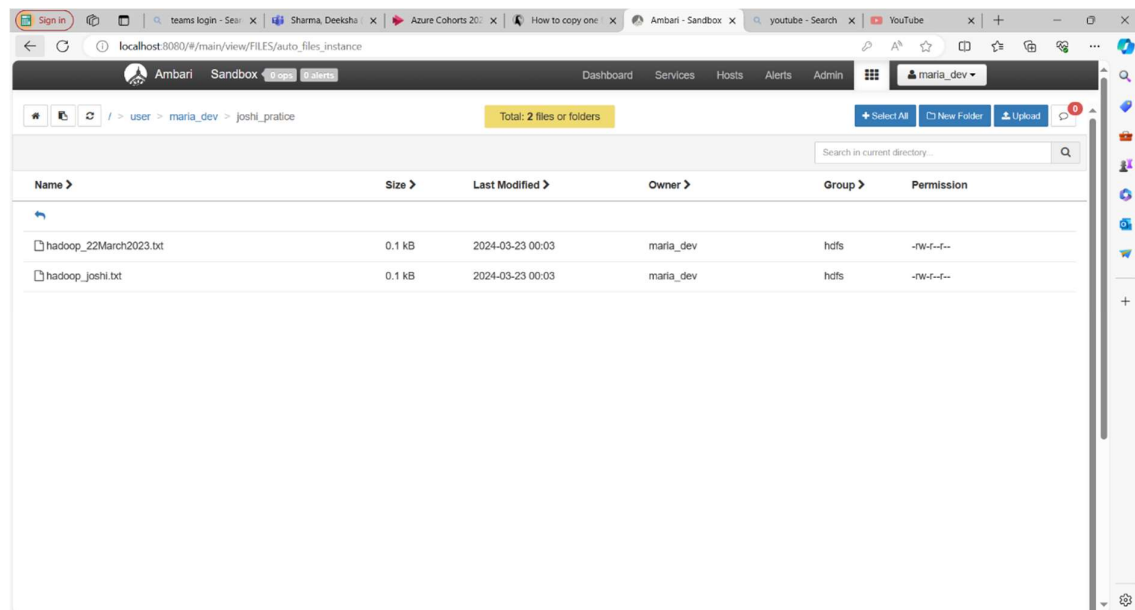 Sign in
teams login - Sear
Sharma, Deeksha
Azure Cohorts 202
How to copy one
Ambari - Sandbox
youtube - Search
YouTube
localhost:8080/#/main/view/FILES/auto_files_instance
Ambari Sandbox 0 ops 0 alerts Dashboard Services Hosts Alerts Admin maria_dev
/ > user > maria_dev > joshi_pratice Total: 2 files or folders + Select All New Folder Upload 0
Search in current directory...
Name > Size > Last Modified > Owner > Group > Permission
hadoop_22March2023.txt 0.1 kB 2024-03-23 00:03 maria_dev hdfs -rw-r--r--
hadoop_joshi.txt 0.1 kB 2024-03-23 00:03 maria_dev hdfs -rw-r--r--